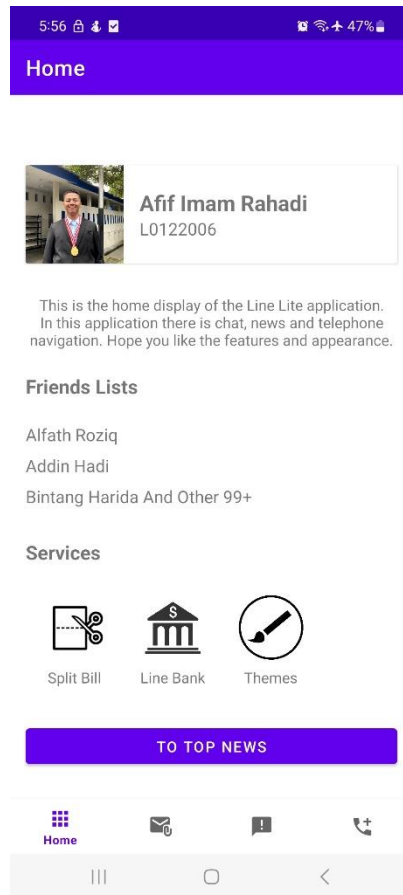 5:56 47%
Home
Afif Imam Rahadi
L0122006
This is the home display of the Line Lite application.
In this application there is chat, news and telephone
navigation. Hope you like the features and appearance.
Friends Lists
Alfath Roziq
Addin Hadi
Bintang Harida And Other 99+
Services
$
Split Bill Line Bank Themes
TO TOP NEWS
Home